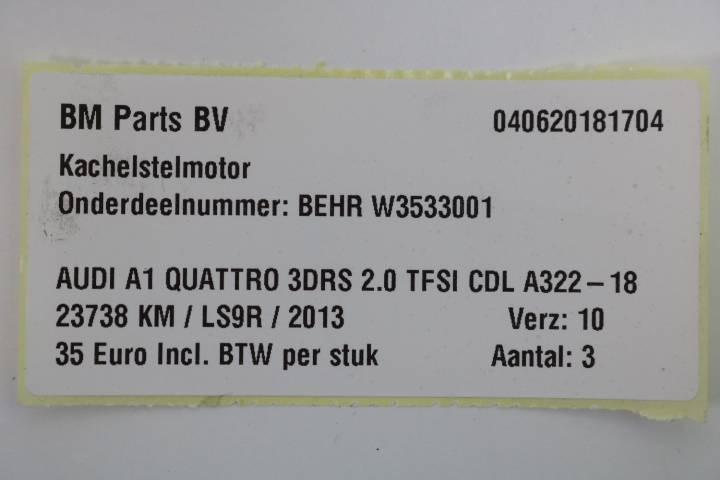 BM Parts BV 040620181704
Kachelstelmotor
Onderdeelnummer: BEHR W3533001
AUDI A1 QUATTRO 3DRS 2.0 TFSI CDL A322-18
23738 KM / LS9R / 2013 Verz: 10
35 Euro Incl. BTW per stuk Aantal: 3